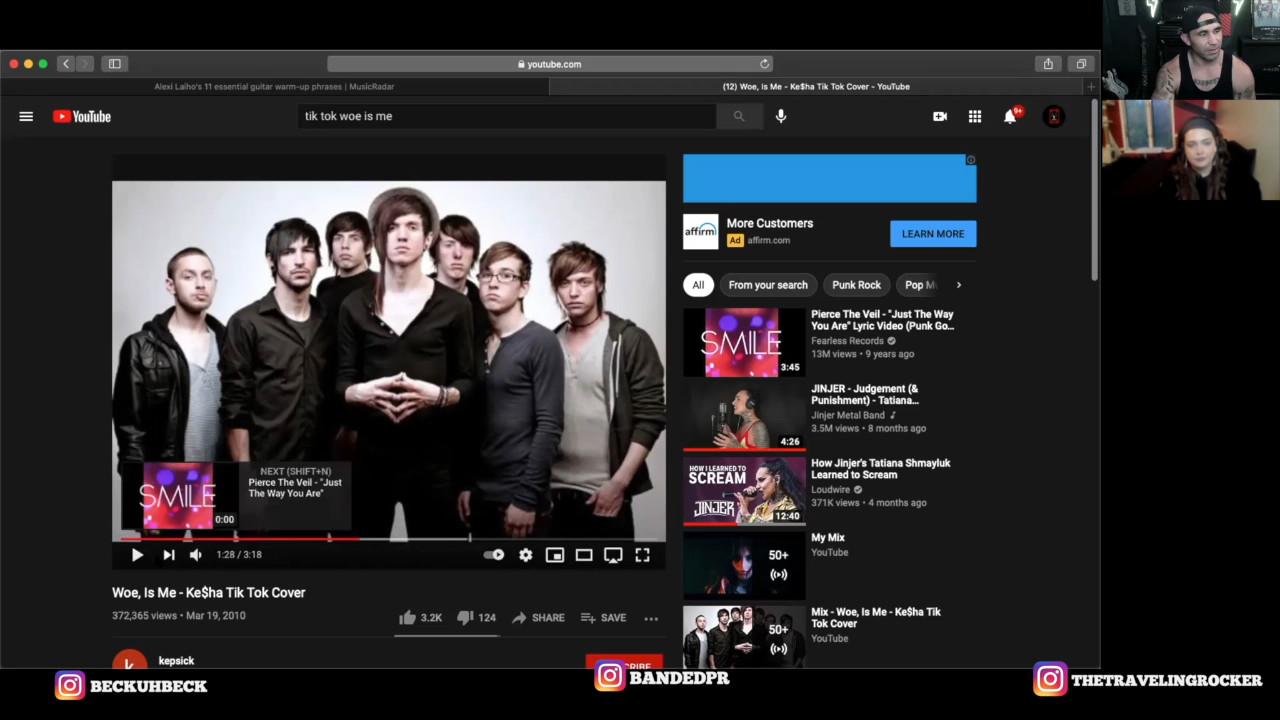 youtube.com
Alexi Laiho's 11 essential guitar warm-up phrases | MusicRadar
(12) Woe, Is Me - Ke$ha Tik Tok Cover - YouTube
YouTube
tik tok woe is me
9+
affirm
More Customers
Ad affirm.com
LEARN MORE
All
From your search
Punk Rock
Pop
SMILE
3:45
Pierce The Veil - "Just The Way
You Are" Lyric Video (Punk Go...
Fearless Records
13M views • 9 years ago
4:26
JINJER - Judgement (&
Punishment) - Tatiana...
Jinjer Metal Band
3.5M views • 8 months ago
HOW I LEARNED TO
SCREAM
JINJER
12:40
How Jinjer's Tatiana Shmayluk
Learned to Scream
Loudwire
371K views • 4 months ago
50+
My Mix
YouTube
50+
Mix - Woe, Is Me - Ke$ha Tik
Tok Cover
YouTube
SMILE
0:00
NEXT (SHIFT+N)
Pierce The Veil - "Just
The Way You Are"
1:28 / 3:18
Woe, Is Me - Ke$ha Tik Tok Cover
372,365 views • Mar 19, 2010
3.2K
124
SHARE
SAVE
k
kepsick
BECKUHBECK
BANDEDPR
THETRAVELINGROCKER